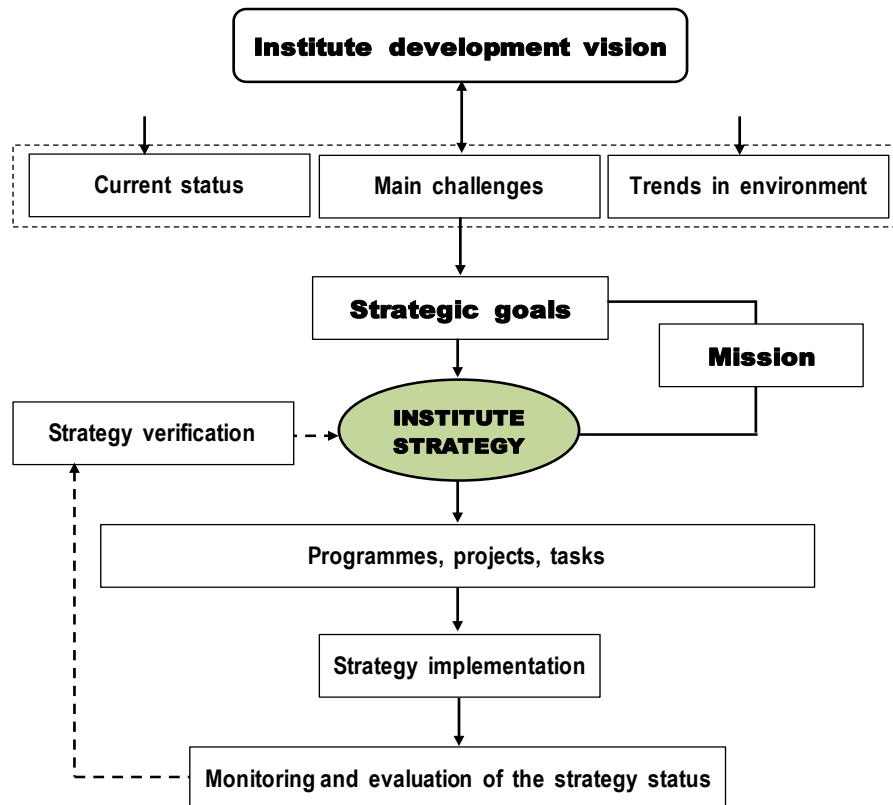 Institute development vision
Current status
Main challenges
Trends in environment
Strategic goals
Mission
INSTITUTE
STRATEGY
Strategy verification
Programmes, projects, tasks
Strategy implementation
Monitoring and evaluation of the strategy status